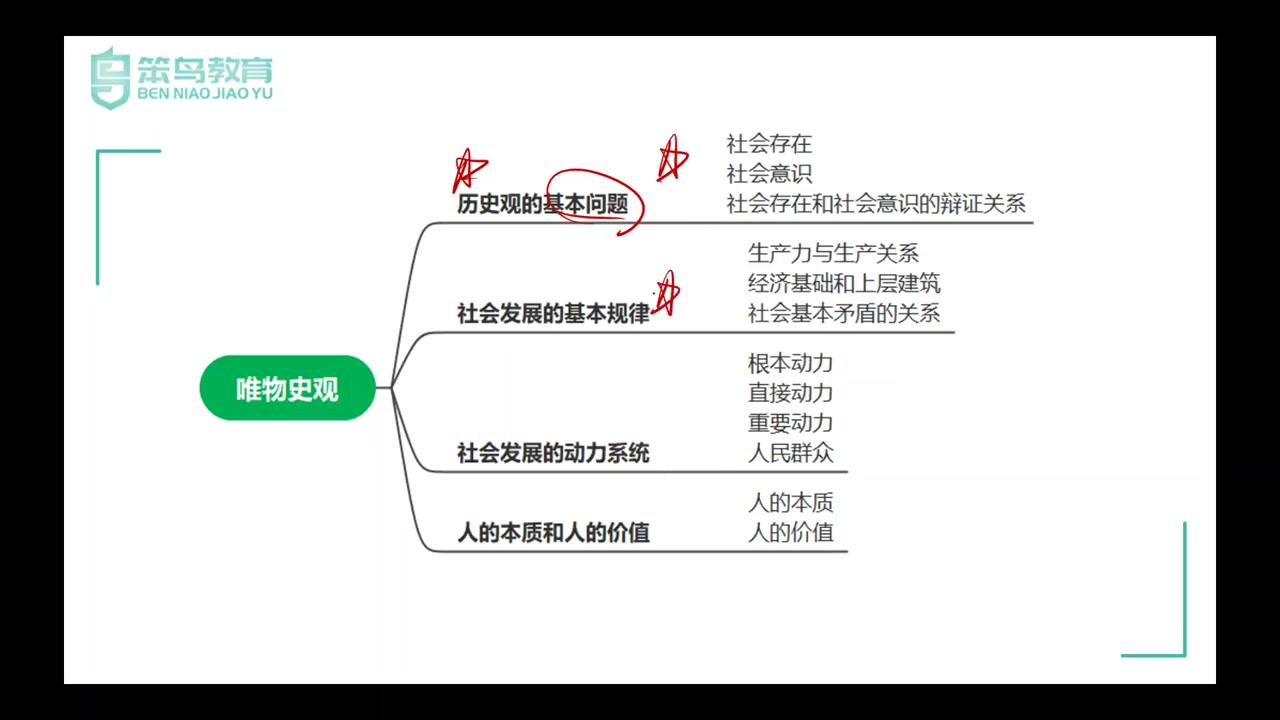 笨鸟教育
BEN NIAO JIAO YU
社会存在
社会意识
历史观的基本问题
社会存在和社会意识的辩证关系
生产力与生产关系
经济基础和上层建筑
社会发展的基本规律
社会基本矛盾的关系
根本动力
直接动力
重要动力
唯物史观
社会发展的动力系统
人民群众
人的本质
人的本质和人的价值
人的价值